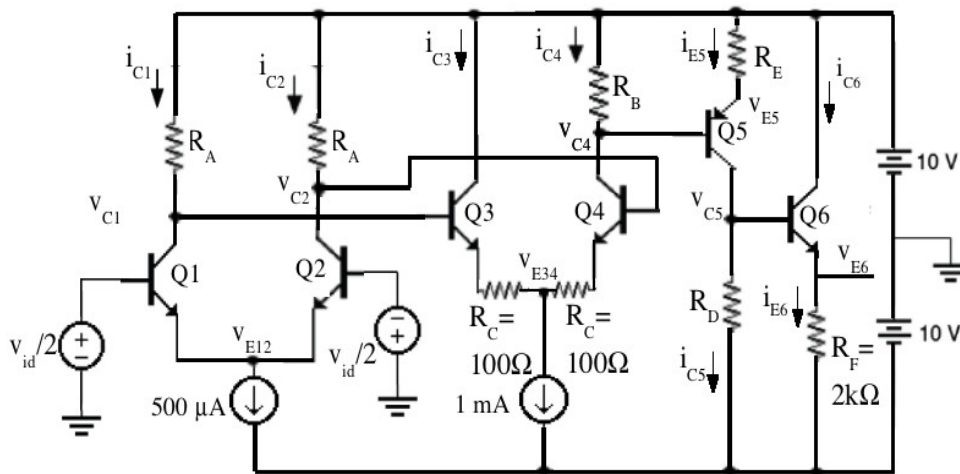 i_C1
i_C2
i_C3
i_C4
i_E5
R_E
i_C6
R_A
R_A
R_B
v_E5
Q5
v_C4
10 V
v_C1
v_C2
Q3
Q4
v_C5
Q6
Q1
Q2
v_E34
v_E6
R_D
i_E6
v_id/2
v_E12
v_id/2
R_C=
100Ω
R_C=
100Ω
i_C5
R_F=
2kΩ
10 V
500 µA
1 mA